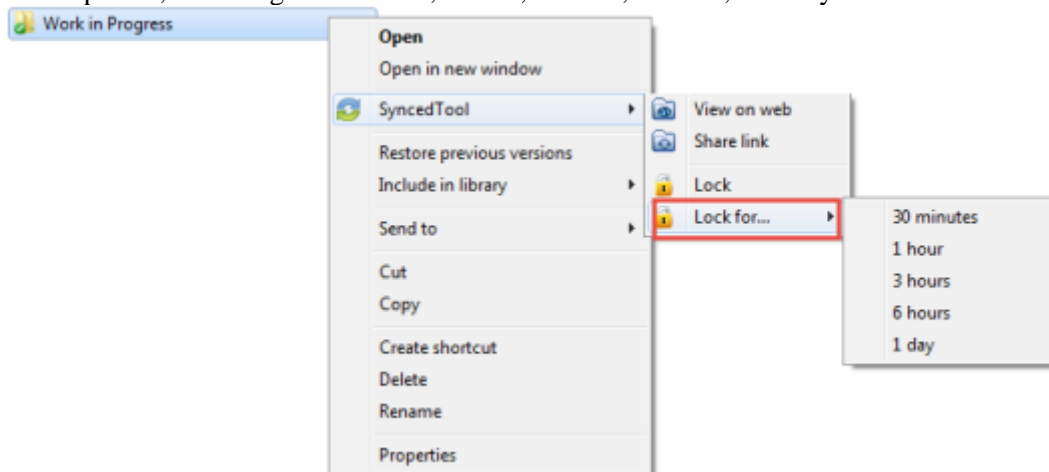 Work in Progress
Open
Open in new window
SyncedTool
Restore previous versions
Include in library
Send to
Cut
Copy
Create shortcut
Delete
Rename
Properties
View on web
Share link
Lock
Lock for...
30 minutes
1 hour
3 hours
6 hours
1 day